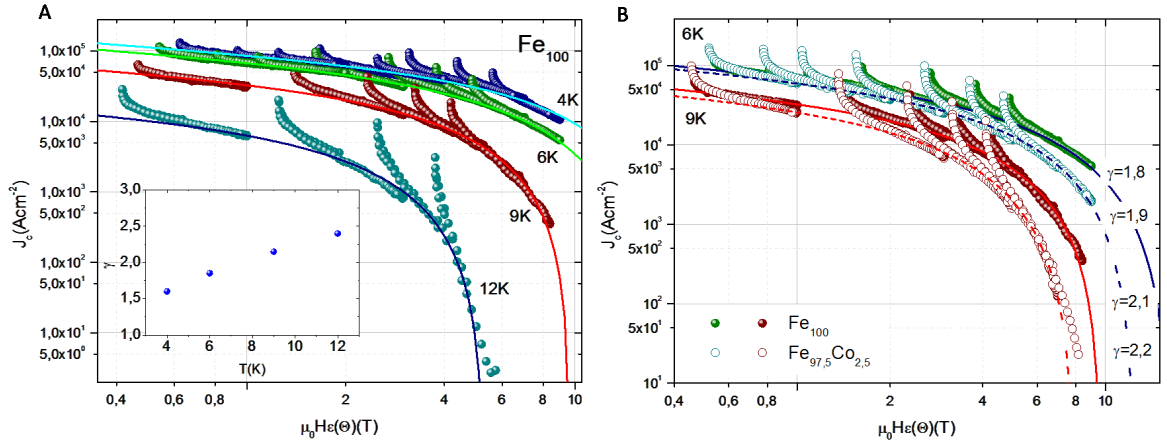 A
Fe100
1,0x10^5
5,0x10^4
1,0x10^4
5,0x10^3
1,0x10^3
5,0x10^2
1,0x10^2
5,0x10^1
1,0x10^1
5,0x10^0
Jc(Acm^-2)
4K
6K
9K
12K
3.0
2.5
2.0
1.5
1,0
γ
4 6 8 10 12
T(K)
0,4 0,6 0,8 2 4 6 8 10
μ0Hε(Θ)(T)
B
6K
9K
10^5
5x10^4
10^4
5x10^3
10^3
5x10^2
10^2
5x10^1
10^1
Jc(Acm^-2)
γ=1,8
γ=1,9
γ=2,1
γ=2,2
Fe100
Fe97,5Co2,5
0,4 0,6 0,8 2 4 6 8 10
μ0Hε(Θ)(T)